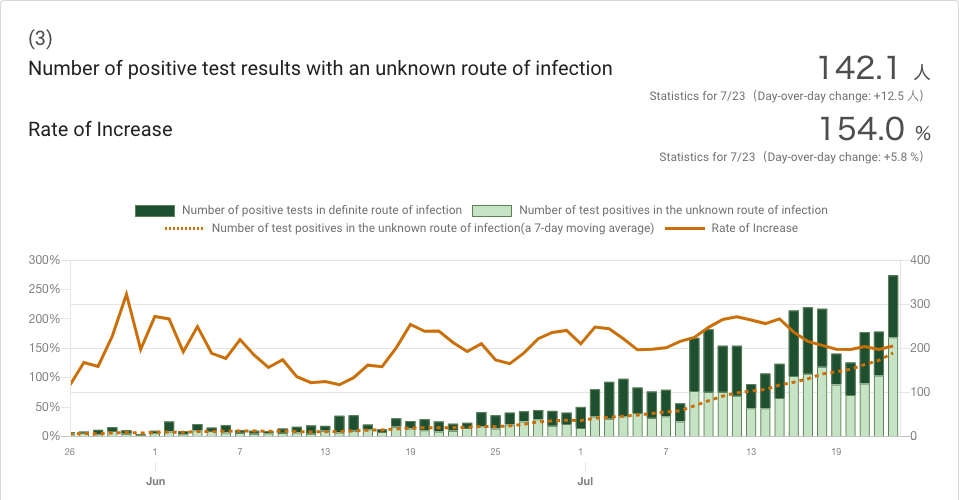 (3)
Number of positive test results with an unknown route of infection
142.1 人
Statistics for 7/23（Day-over-day change: +12.5 人）
Rate of Increase
154.0 %
Statistics for 7/23（Day-over-day change: +5.8 %）
Number of positive tests in definite route of infection
Number of test positives in the unknown route of infection
Number of test positives in the unknown route of infection(a 7-day moving average)
Rate of Increase
300% 400
250%
200% 300
150% 200
100%
50% 100
0% 0
26 1 7 13 19 25 1 7 13 19
Jun Jul